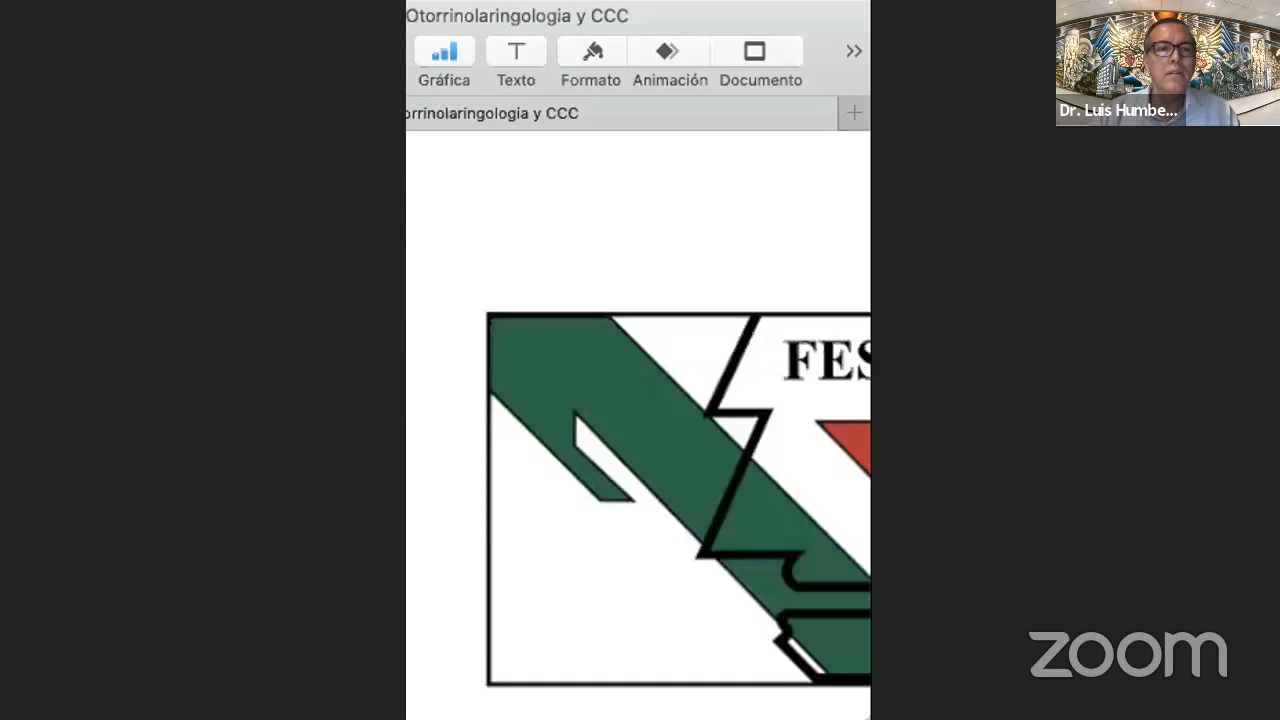 Otorrinolaringologia y CCC
Gráfica Texto Formato Animación Documento
orrinolaringologia y CCC
FES
Dr. Luis Humbe...
zoom